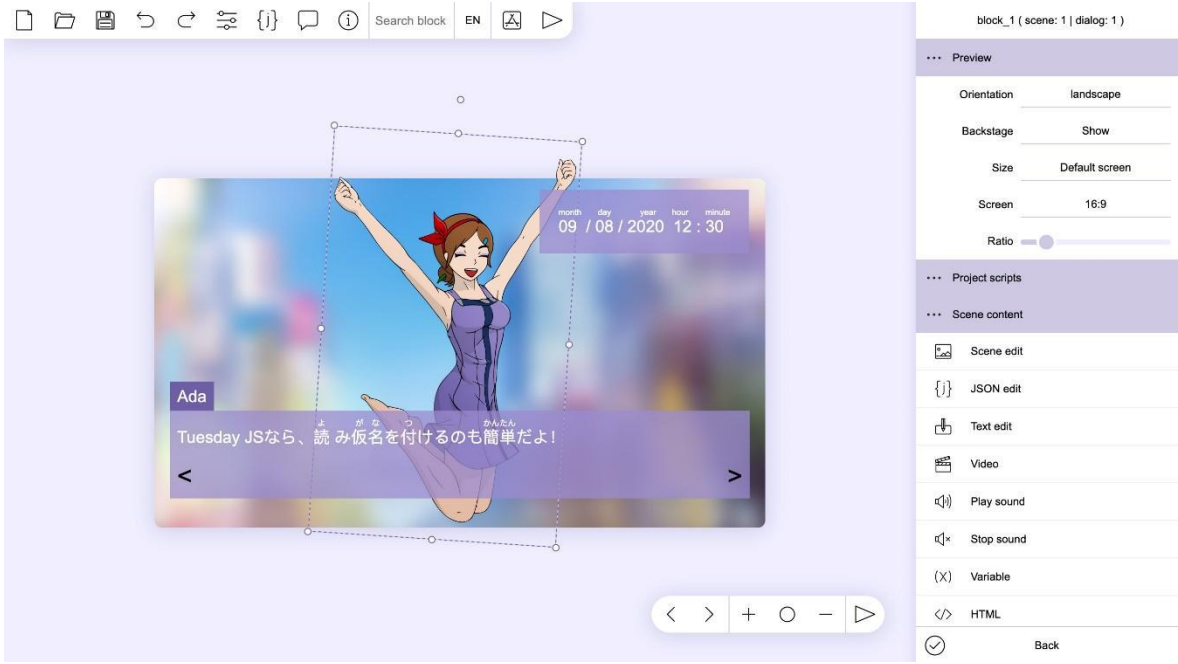 {j} Search block EN
block_1 ( scene: 1 | dialog: 1 )
Preview
Orientation landscape
Backstage Show
Size Default screen
Screen 16:9
Ratio
Project scripts
Scene content
Scene edit
{j} JSON edit
Text edit
Video
Play sound
Stop sound
(X) Variable
</> HTML
Back
month day year hour minute
09 / 08 / 2020 12 : 30
Ada
よ がな つ かんたん
Tuesday JSなら、読 み仮名を付けるのも簡単だよ!
< >